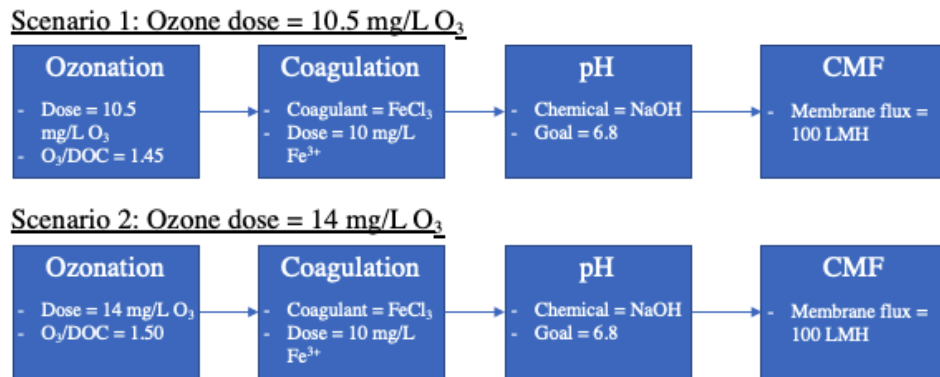 Scenario 1: Ozone dose = 10.5 mg/L O₃
Ozonation
- Dose = 10.5
mg/L O₃
- O₃/DOC = 1.45
Coagulation
- Coagulant = FeCl₃
- Dose = 10 mg/L
Fe³⁺
pH
- Chemical = NaOH
- Goal = 6.8
CMF
- Membrane flux =
100 LMH
Scenario 2: Ozone dose = 14 mg/L O₃
Ozonation
- Dose = 14 mg/L O₃
- O₃/DOC = 1.50
Coagulation
- Coagulant = FeCl₃
- Dose = 10 mg/L
Fe³⁺
pH
- Chemical = NaOH
- Goal = 6.8
CMF
- Membrane flux =
100 LMH